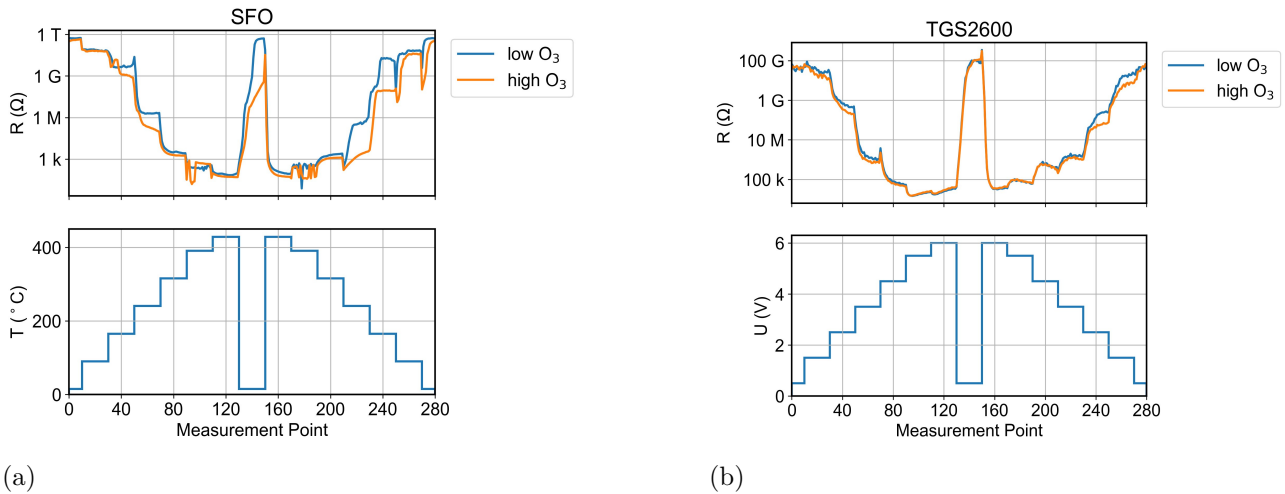 SFO
1 T
1 G
1 M
1 k
R (Ω)
low O₃
high O₃
400
200
0
T (°C)
0 40 80 120 160 200 240 280
Measurement Point
(a)
TGS2600
100 G
1 G
10 M
100 k
R (Ω)
low O₃
high O₃
6
4
2
0
U (V)
0 40 80 120 160 200 240 280
Measurement Point
(b)